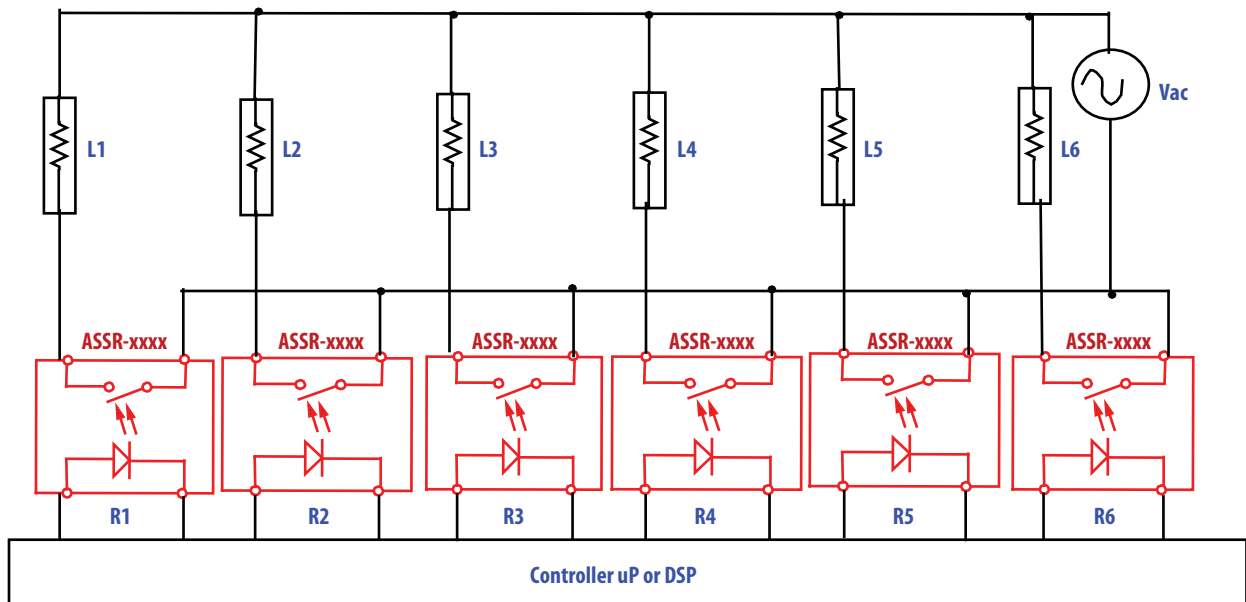 Vac
L1
L2
L3
L4
L5
L6
ASSR-xxxx
ASSR-xxxx
ASSR-xxxx
ASSR-xxxx
ASSR-xxxx
ASSR-xxxx
R1
R2
R3
R4
R5
R6
Controller uP or DSP